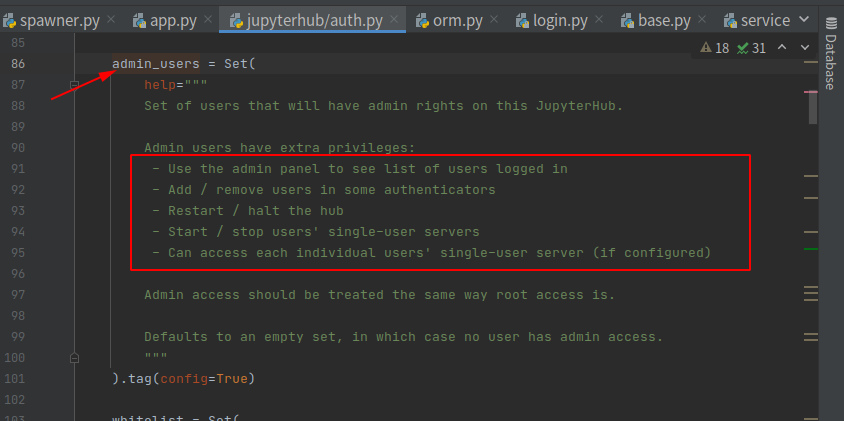 spawner.py app.py jupyterhub/auth.py orm.py login.py base.py service
85
18 31
86 admin_users = Set(
87 help="""
88 Set of users that will have admin rights on this JupyterHub.
89
90 Admin users have extra privileges:
91 - Use the admin panel to see list of users logged in
92 - Add / remove users in some authenticators
93 - Restart / halt the hub
94 - Start / stop users' single-user servers
95 - Can access each individual users' single-user server (if configured)
96
97 Admin access should be treated the same way root access is.
98
99 Defaults to an empty set, in which case no user has admin access.
100 """
101 ).tag(config=True)
102
103 whitelist = Set(
Database